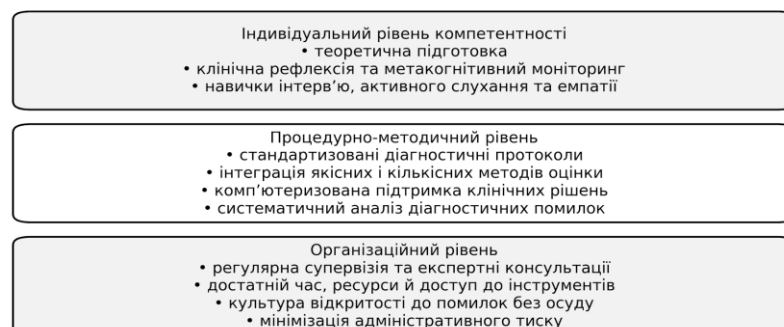 Індивідуальний рівень компетентності
• теоретична підготовка
• клінічна рефлексія та метакогнітивний моніторинг
• навички інтерв’ю, активного слухання та емпатії
Процедурно-методичний рівень
• стандартизовані діагностичні протоколи
• інтеграція якісних і кількісних методів оцінки
• комп’ютеризована підтримка клінічних рішень
• систематичний аналіз діагностичних помилок
Організаційний рівень
• регулярна супервізія та експертні консультації
• достатній час, ресурси й доступ до інструментів
• культура відкритості до помилок без осуду
• мінімізація адміністративного тиску